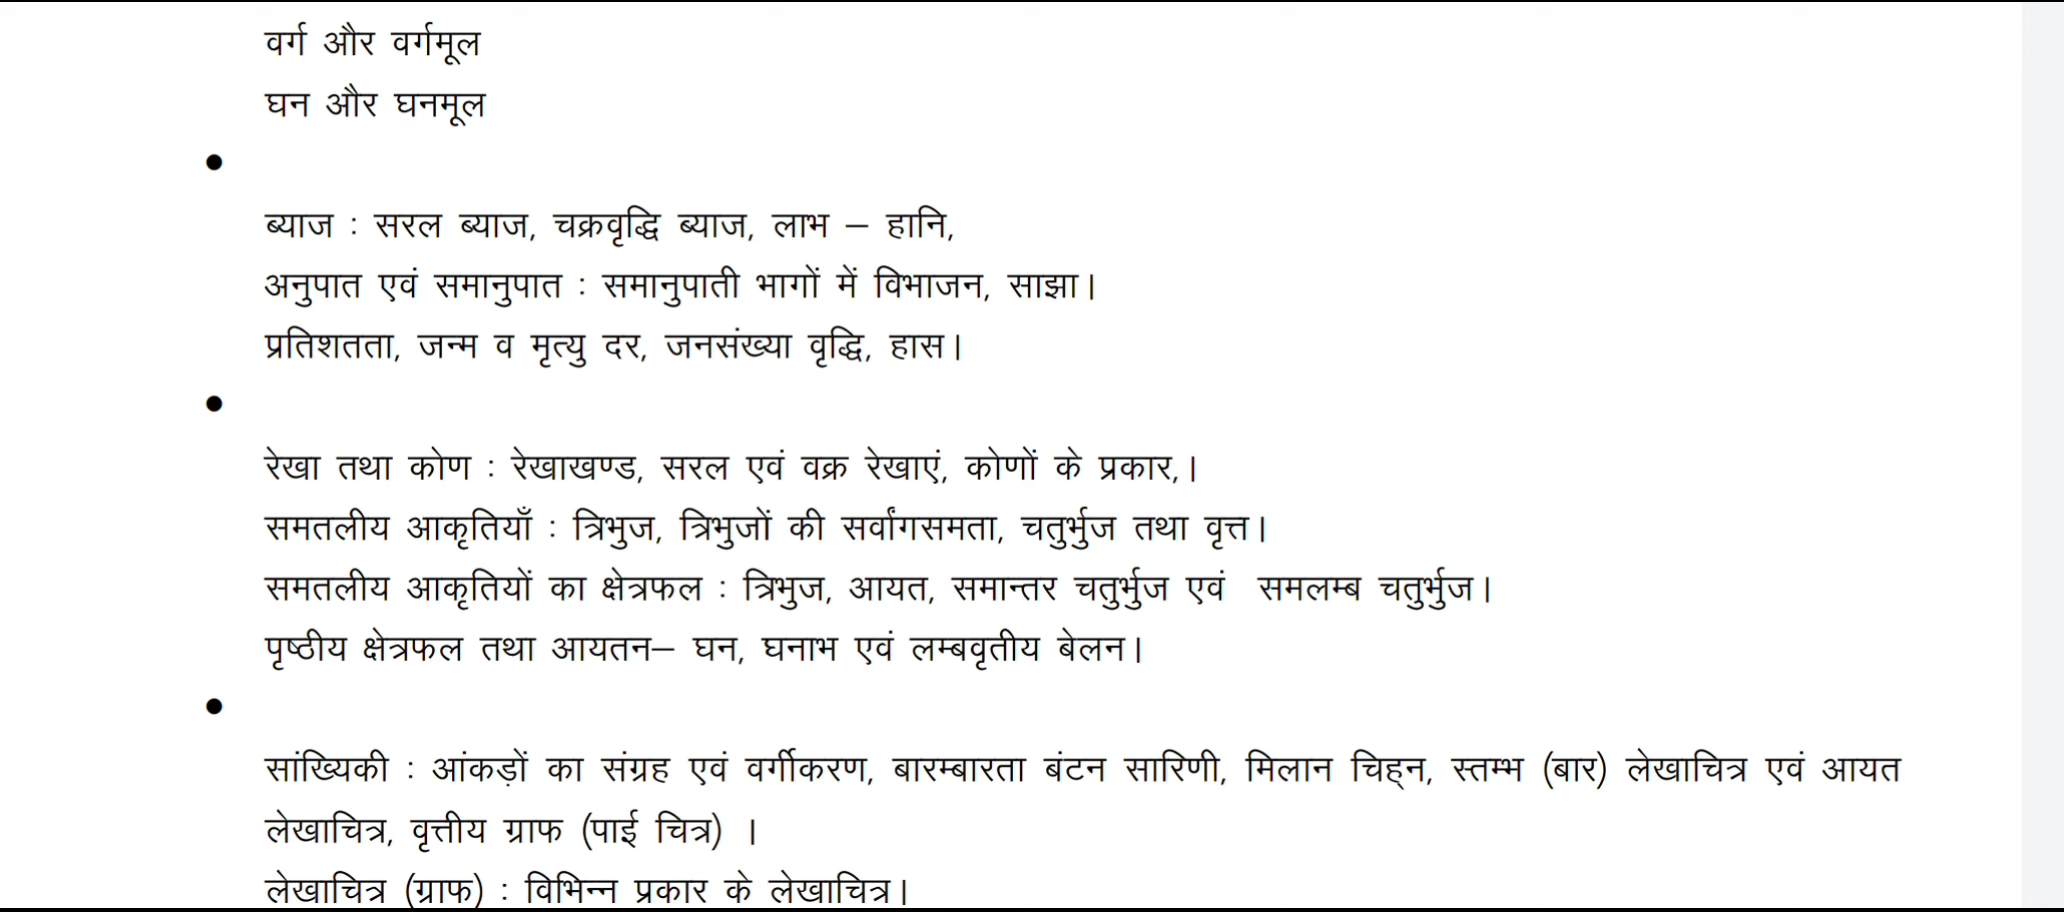 वर्ग और वर्गमूल
घन और घनमूल
•
ब्याज : सरल ब्याज, चक्रवृद्धि ब्याज, लाभ – हानि,
अनुपात एवं समानुपात : समानुपाती भागों में विभाजन, साझा।
प्रतिशतता, जन्म व मृत्यु दर, जनसंख्या वृद्धि, हास।
•
रेखा तथा कोण : रेखाखण्ड, सरल एवं वक्र रेखाएं, कोणों के प्रकार,।
समतलीय आकृतियाँ : त्रिभुज, त्रिभुजों की सर्वांगसमता, चतुर्भुज तथा वृत्त।
समतलीय आकृतियों का क्षेत्रफल : त्रिभुज, आयत, समान्तर चतुर्भुज एवं समलम्ब चतुर्भुज।
पृष्ठीय क्षेत्रफल तथा आयतन– घन, घनाभ एवं लम्बवृतीय बेलन।
•
सांख्यिकी : आंकड़ों का संग्रह एवं वर्गीकरण, बारम्बारता बंटन सारिणी, मिलान चिह्न, स्तम्भ (बार) लेखाचित्र एवं आयत
लेखाचित्र, वृत्तीय ग्राफ (पाई चित्र) ।
लेखाचित्र (ग्राफ) : विभिन्न प्रकार के लेखाचित्र।